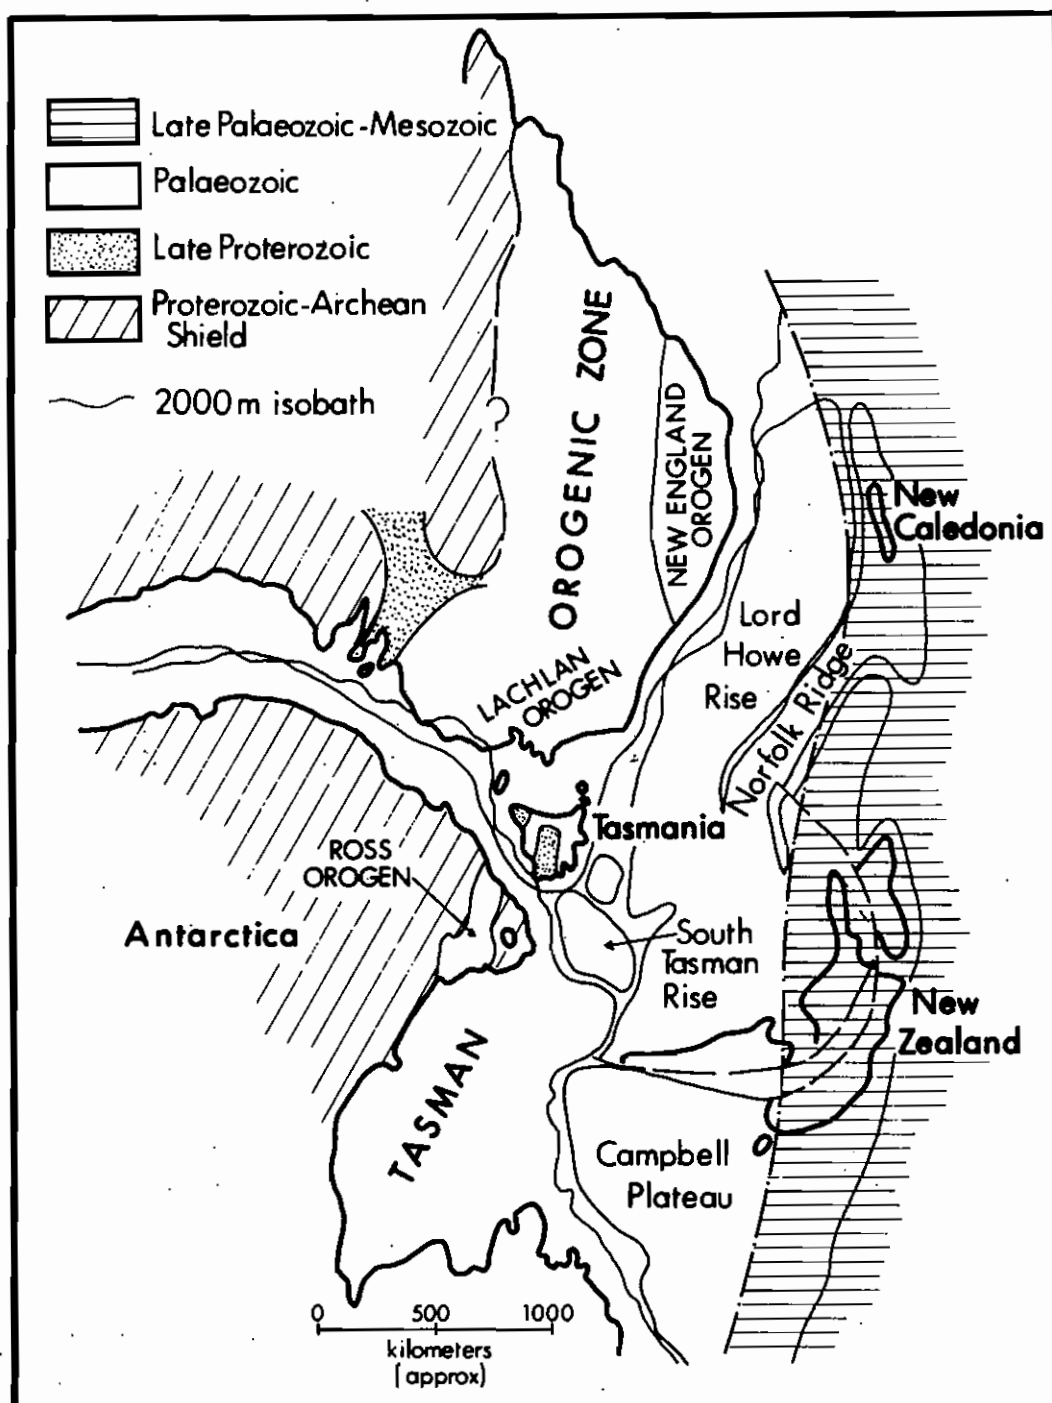 Late Palaeozoic-Mesozoic
Palaeozoic
Late Proterozoic
Proterozoic-Archean
Shield
2000m isobath
OROGENIC ZONE
NEW ENGLAND
OROGEN
New
Caledonia
Lord
Howe
Rise
LACHLAN
OROGEN
Norfolk Ridge
Tasmania
ROSS
OROGEN
Antarctica
South
Tasman
Rise
New
Zealand
TASMAN
Campbell
Plateau
0 500 1000
kilometers
(approx)
?